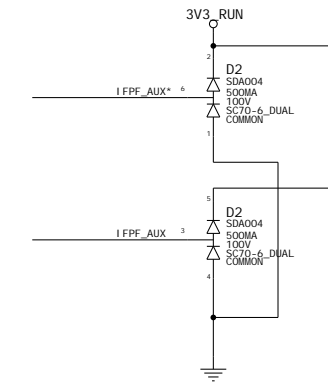 3V3_RUN
2
D2
SDA004
500MA
100V
SC70-6_DUAL
COMMON
IFPF_AUX* 6
1
5
D2
SDA004
500MA
100V
SC70-6_DUAL
COMMON
IFPF_AUX 3
4